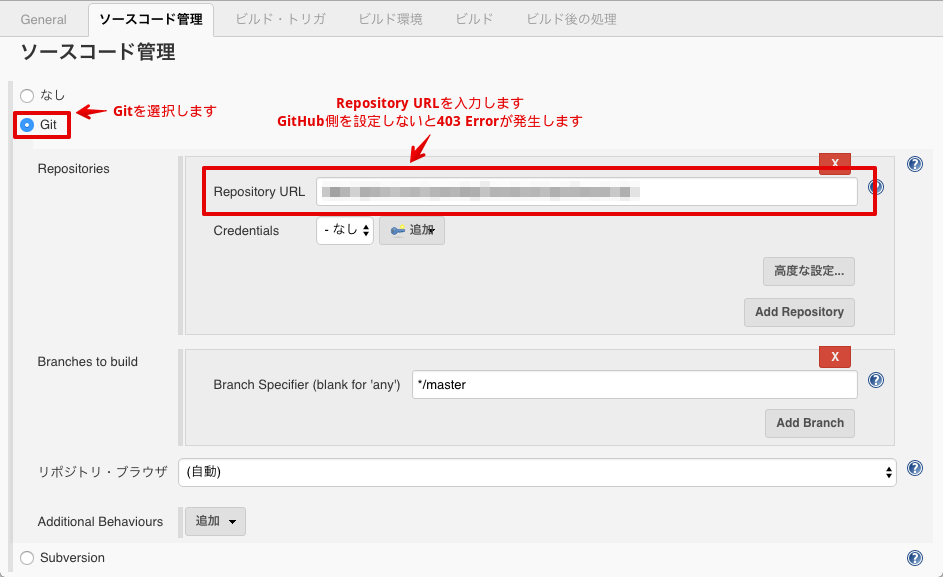 General ソースコード管理 ビルド・トリガ ビルド環境 ビルド ビルド後の処理
ソースコード管理
なし
Gitを選択します
Git
Repository URLを入力します
GitHub側を設定しないと403 Errorが発生します
Repositories
X
Repository URL
Credentials - なし 追加
高度な設定...
Add Repository
Branches to build
X
Branch Specifier (blank for 'any') */master
Add Branch
リポジトリ・ブラウザ (自動)
Additional Behaviours 追加
Subversion